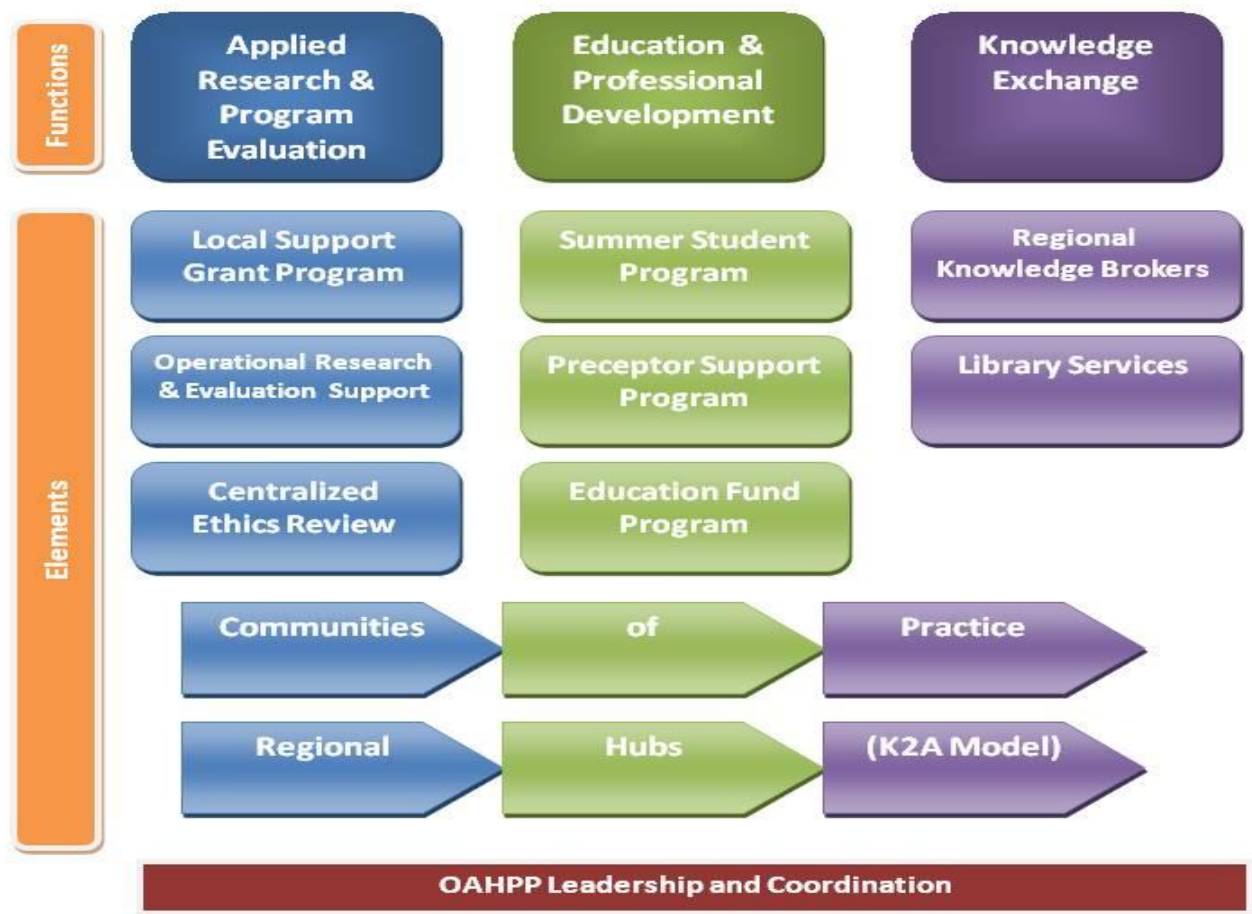 Functions
Applied
Research &
Program
Evaluation
Education &
Professional
Development
Knowledge
Exchange
Elements
Local Support
Grant Program
Summer Student
Program
Regional
Knowledge Brokers
Operational Research
& Evaluation Support
Preceptor Support
Program
Library Services
Centralized
Ethics Review
Education Fund
Program
Communities of Practice
Regional Hubs (K2A Model)
OAHPP Leadership and Coordination